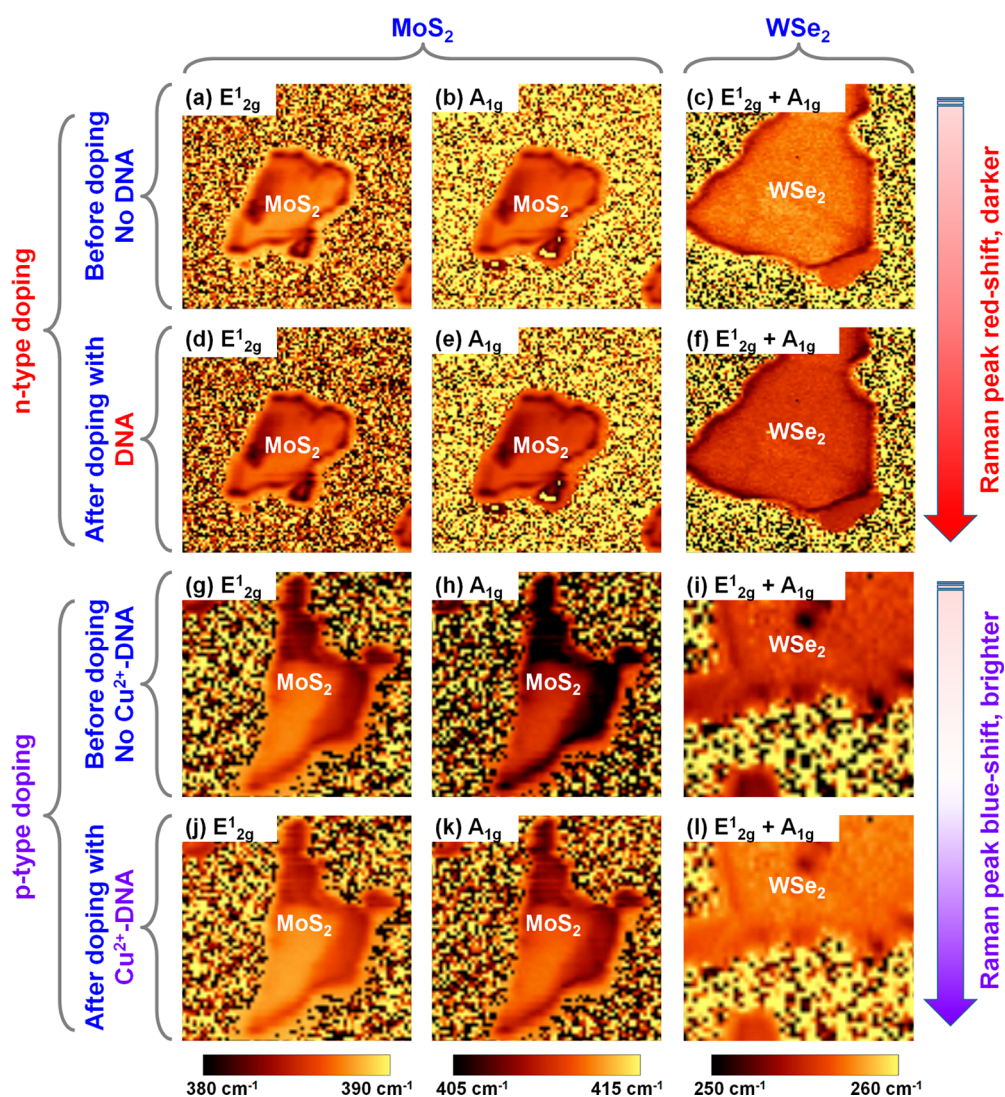 MoS₂
WSe₂
(a) E¹₂g
(b) A₁g
(c) E¹₂g + A₁g
MoS₂
MoS₂
WSe₂
n-type doping
Before doping
No DNA
(d) E¹₂g
(e) A₁g
(f) E¹₂g + A₁g
MoS₂
MoS₂
WSe₂
After doping with
DNA
Raman peak red-shift, darker
(g) E¹₂g
(h) A₁g
(i) E¹₂g + A₁g
MoS₂
MoS₂
WSe₂
p-type doping
Before doping
No Cu²⁺-DNA
(j) E¹₂g
(k) A₁g
(l) E¹₂g + A₁g
MoS₂
MoS₂
WSe₂
After doping with
Cu²⁺-DNA
Raman peak blue-shift, brighter
380 cm⁻¹ 390 cm⁻¹
405 cm⁻¹ 415 cm⁻¹
250 cm⁻¹ 260 cm⁻¹